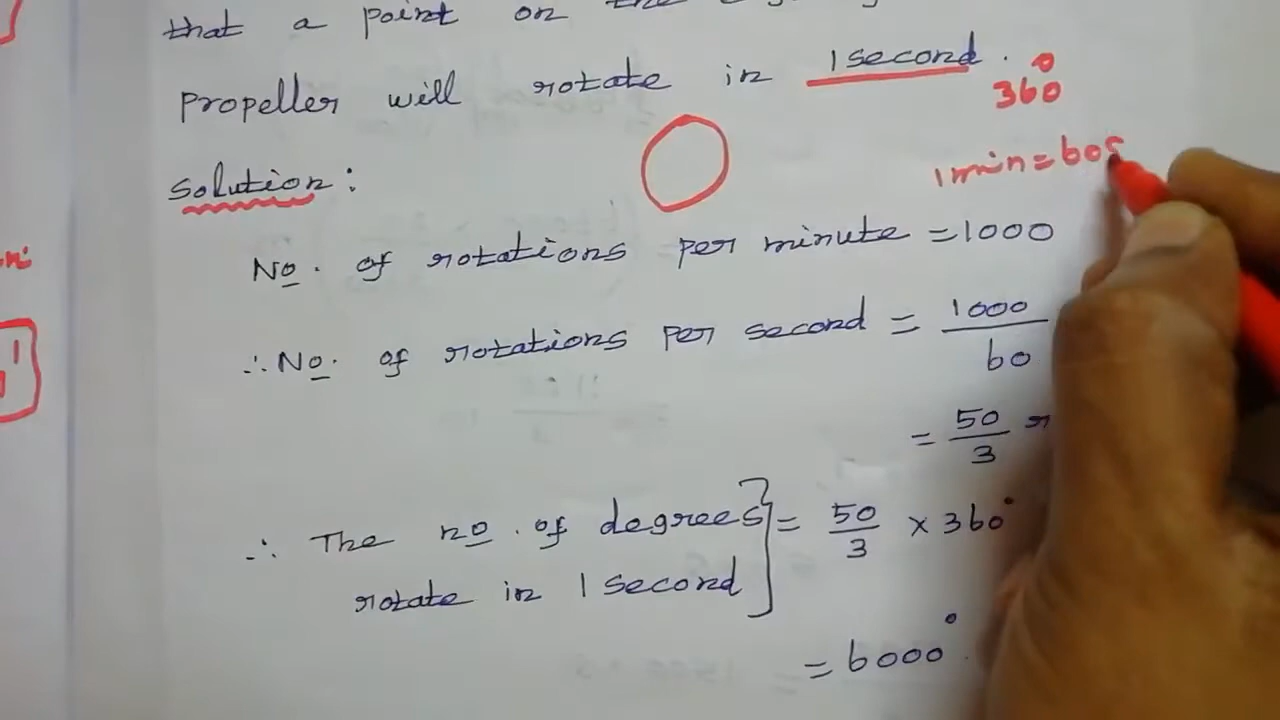 that a point on the
propeller will rotate in 1 second.
360°
1 min = 60s
Solution:
No. of rotations per minute = 1000
∴ No. of rotations per second = 1000/60
= 50/3
∴ The no. of degrees rotate in 1 second } = 50/3 × 360°
= 6000°.